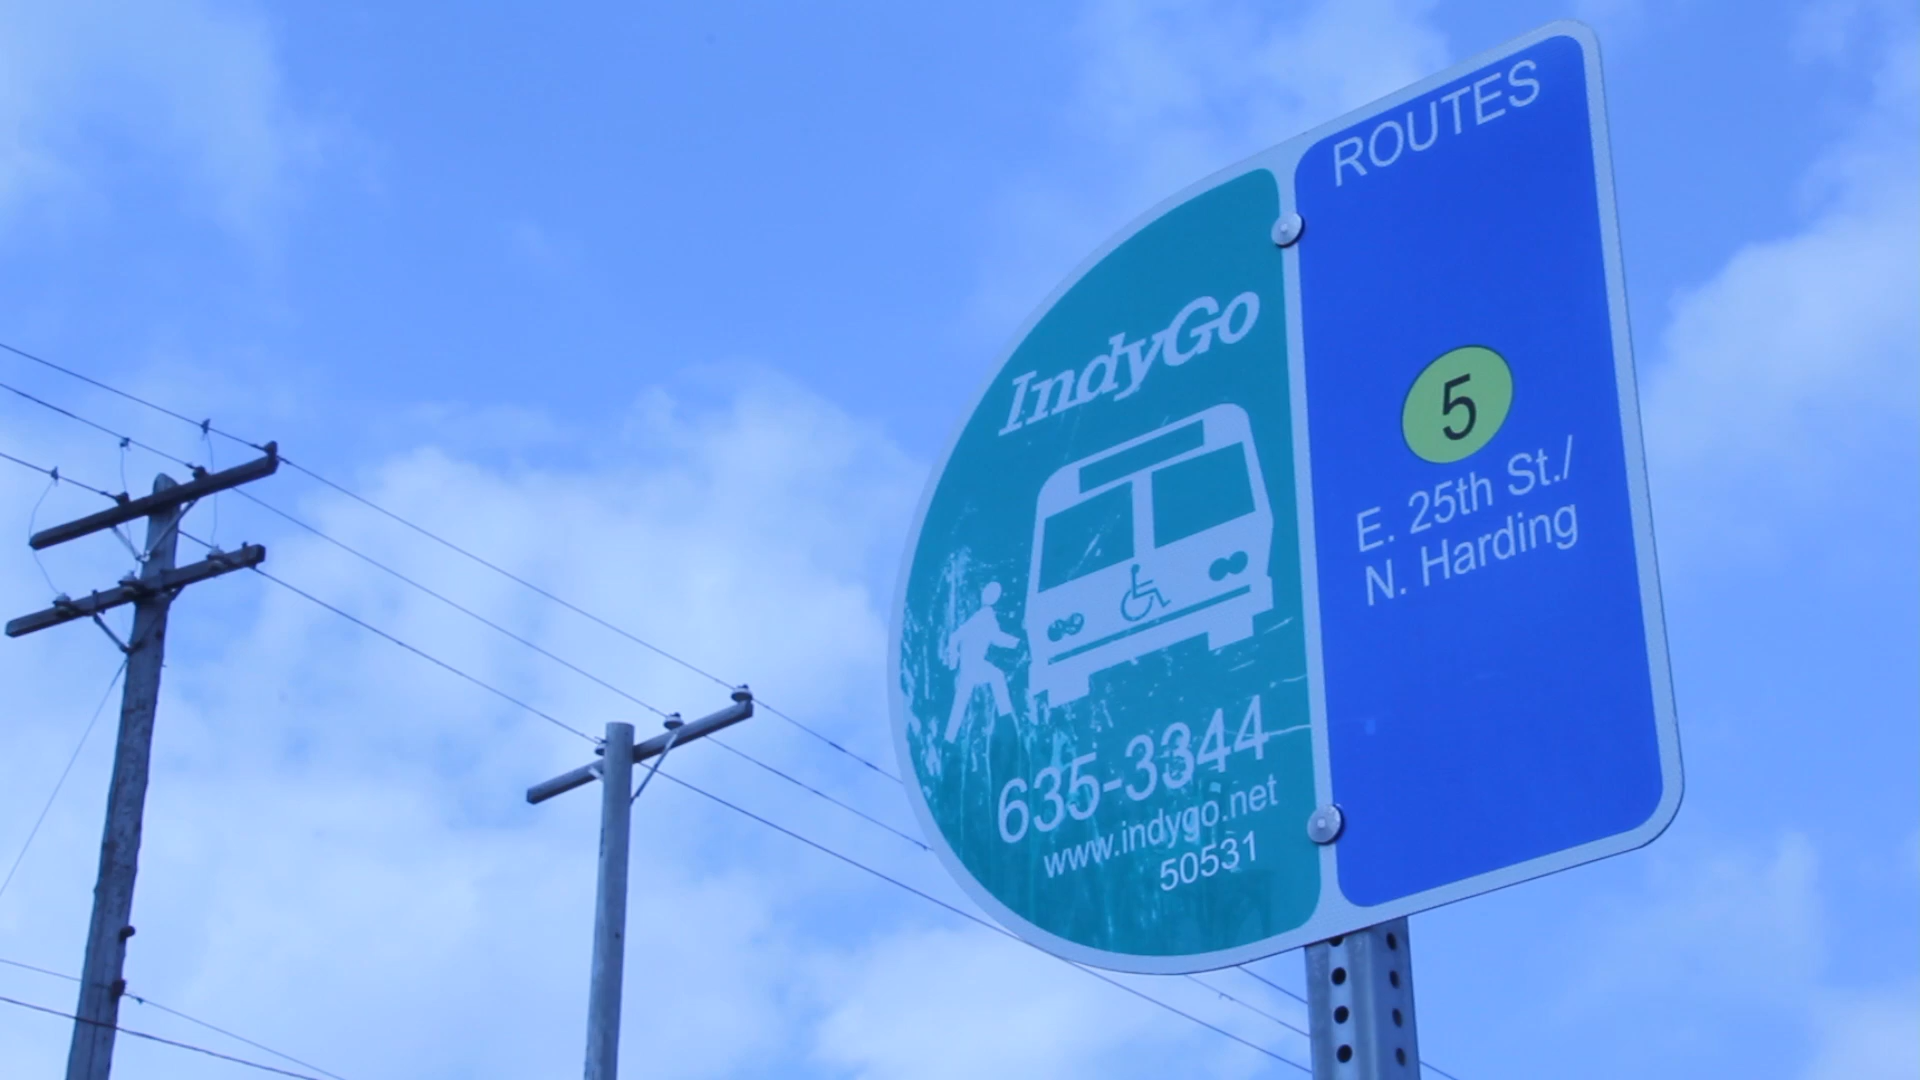 IndyGo
635-3344
www.indygo.net
50531
ROUTES
5
E. 25th St./
N. Harding